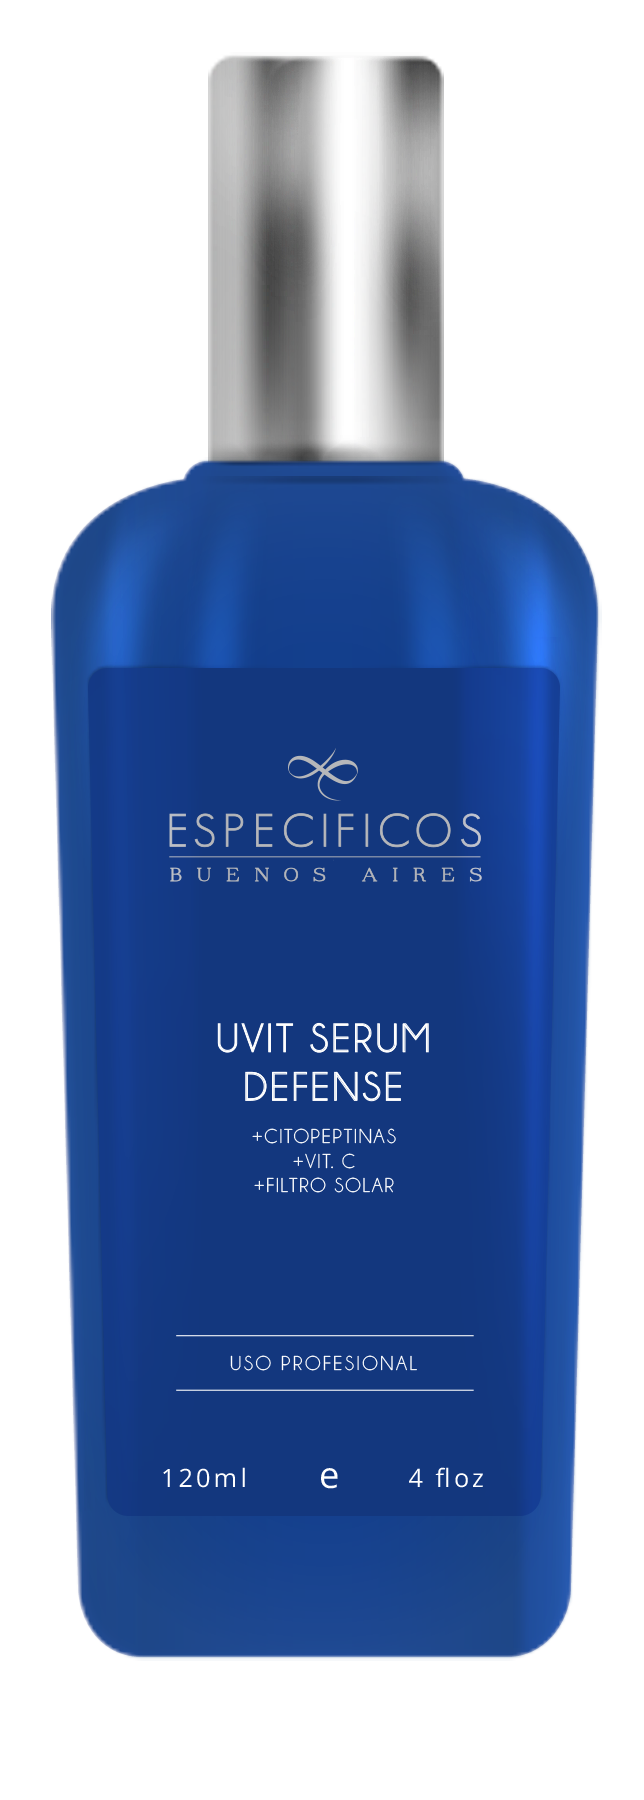 ESPECIFICOS
BUENOS AIRES
UVIT SERUM
DEFENSE
+CITOPEPTINAS
+VIT. C
+FILTRO SOLAR
USO PROFESIONAL
120ml e 4 floz